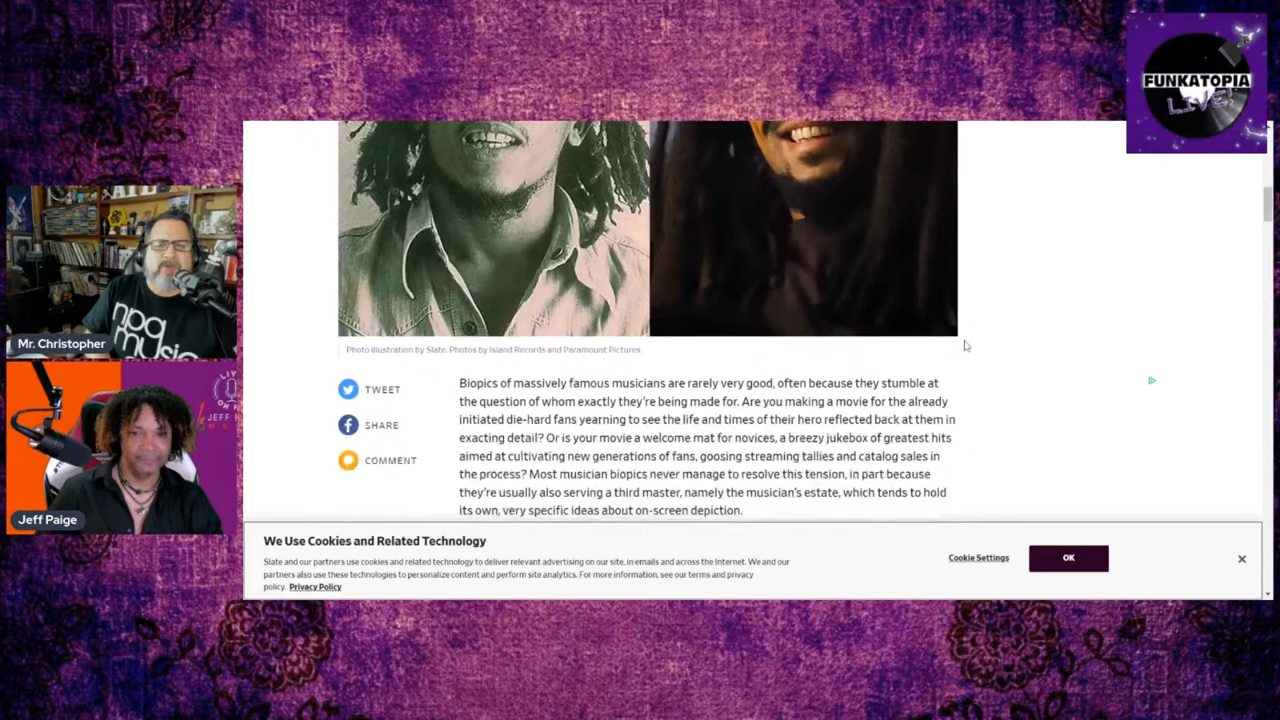 FUNKATOPIA
LIVE!
npg
music
Mr. Christopher
Jeff Paige
Photo illustration by Slate. Photos by Island Records and Paramount Pictures.
TWEET
SHARE
COMMENT
Biopics of massively famous musicians are rarely very good, often because they stumble at
the question of whom exactly they're being made for. Are you making a movie for the already
initiated die-hard fans yearning to see the life and times of their hero reflected back at them in
exacting detail? Or is your movie a welcome mat for novices, a breezy jukebox of greatest hits
aimed at cultivating new generations of fans, goosing streaming tallies and catalog sales in
the process? Most musician biopics never manage to resolve this tension, in part because
they're usually also serving a third master, namely the musician's estate, which tends to hold
its own, very specific ideas about on-screen depiction.
We Use Cookies and Related Technology
Slate and our partners use cookies and related technology to deliver relevant advertising on our site, in emails and across the Internet. We and our
partners also use these technologies to personalize content and perform site analytics. For more information, see our terms and privacy
policy. Privacy Policy
Cookie Settings
OK